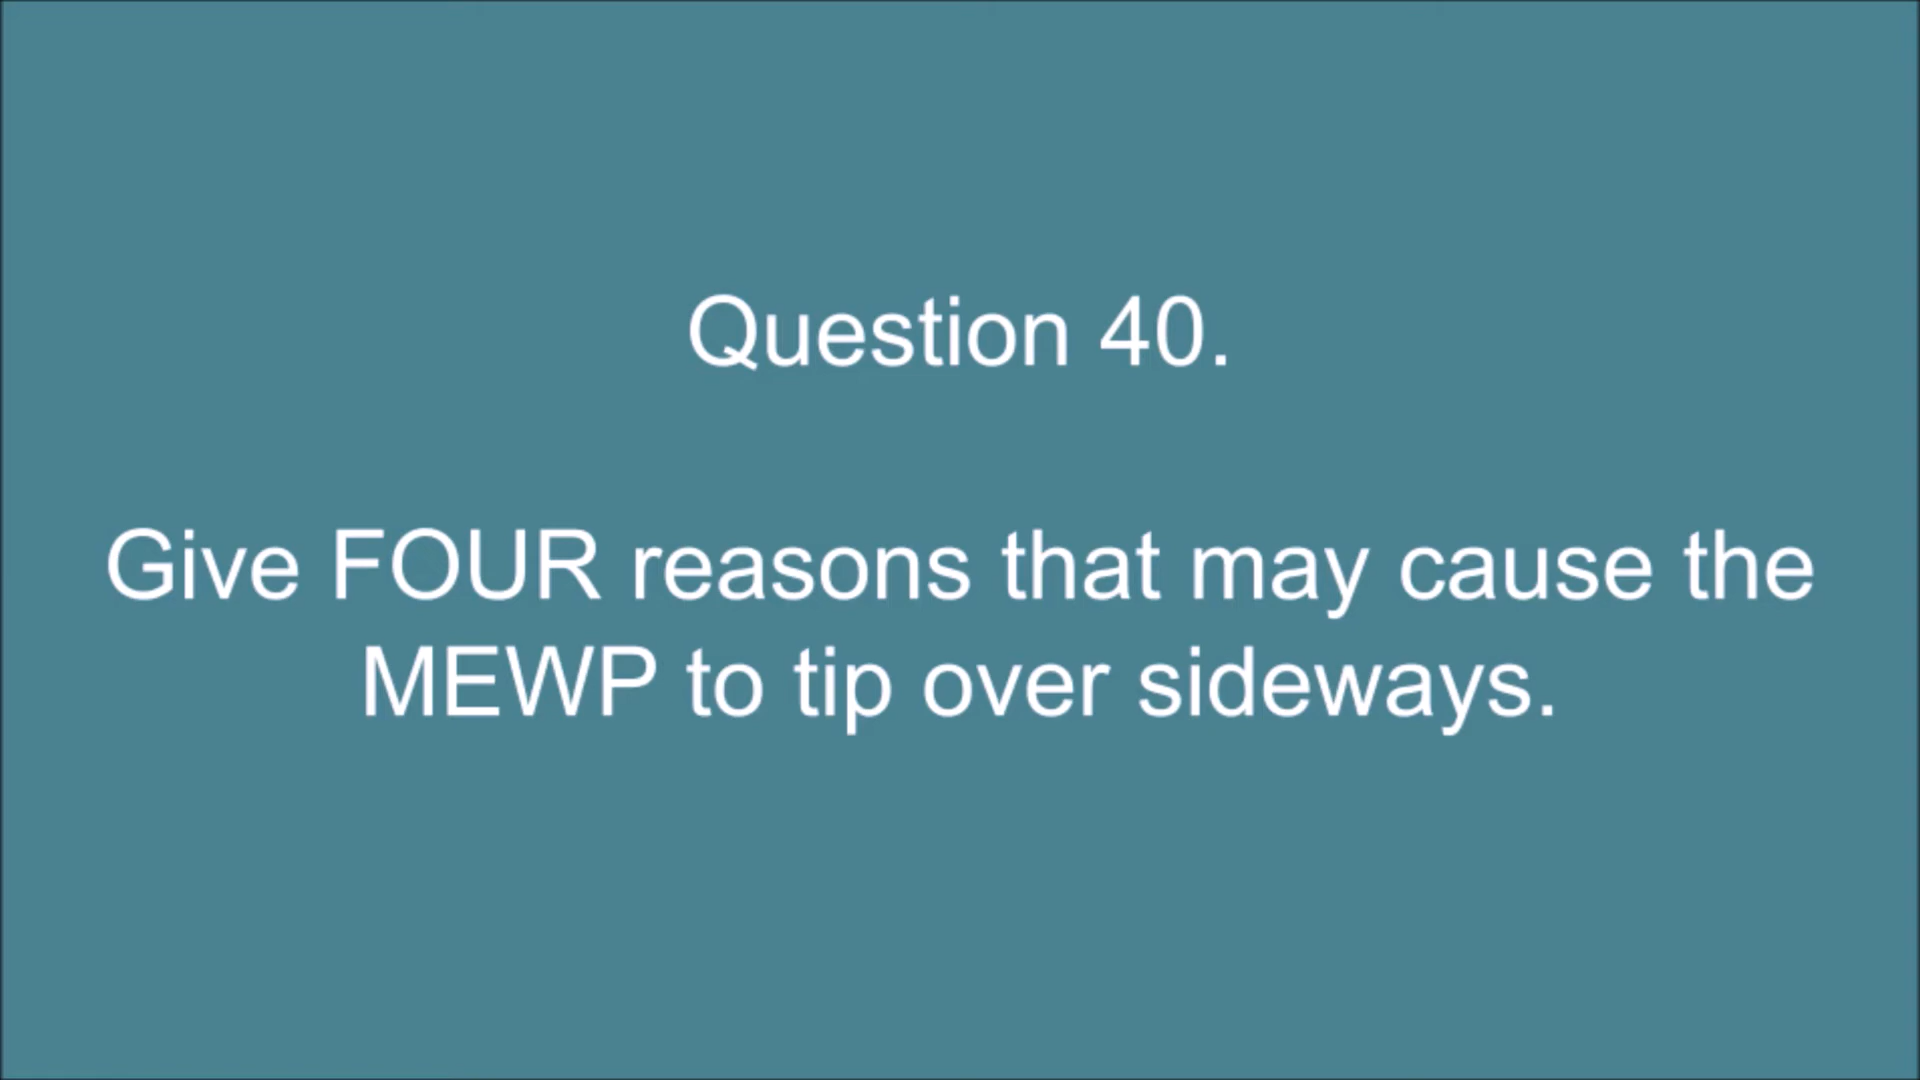 Question 40.
Give FOUR reasons that may cause the
MEWP to tip over sideways.